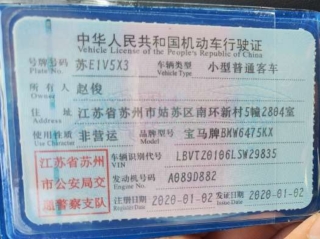 中华人民共和国机动车行驶证
Vehicle License of the People's Republic of China
号牌号码 苏E1V5X3 车辆类型 小型普通客车
Plate No. Vehicle Type
所有人 赵俊
Owner
住址 江苏省苏州市姑苏区南环新村5幢2804室
Address
使用性质 非营运 品牌型号 宝马牌BMW6475KX
Use Character Model
江苏省苏州市公安局交通警察支队
车辆识别代号 LBVTZ0106LSW29835
VIN
发动机号码 A089D882
Engine No.
注册日期 2020-01-02 发证日期 2020-01-02
Register Date Issue Date